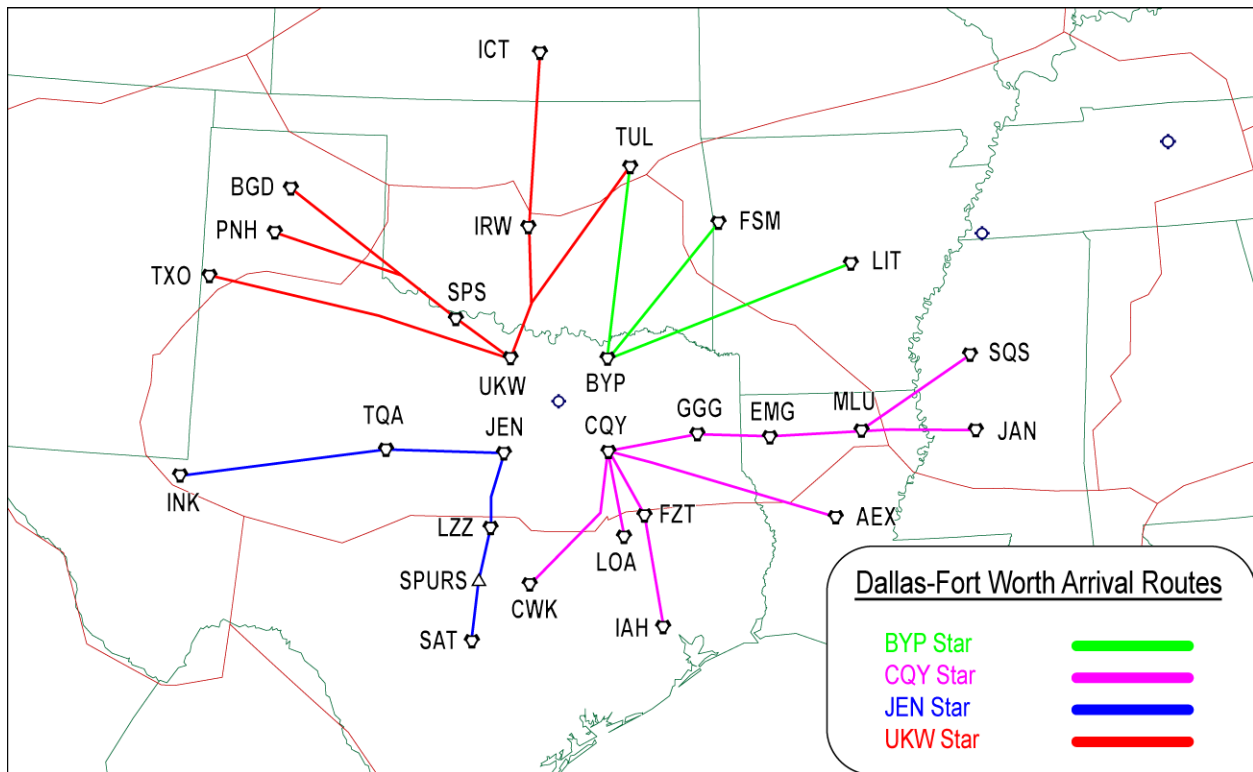 ICT
TUL
BGD
FSM
PNH
IRW
LIT
TXO
SPS
SQS
UKW
BYP
MLU
GGG
EMG
TQA
JEN
CQY
JAN
INK
FZT
AEX
LZZ
LOA
SPURS
CWK
IAH
SAT
Dallas-Fort Worth Arrival Routes
BYP Star
CQY Star
JEN Star
UKW Star